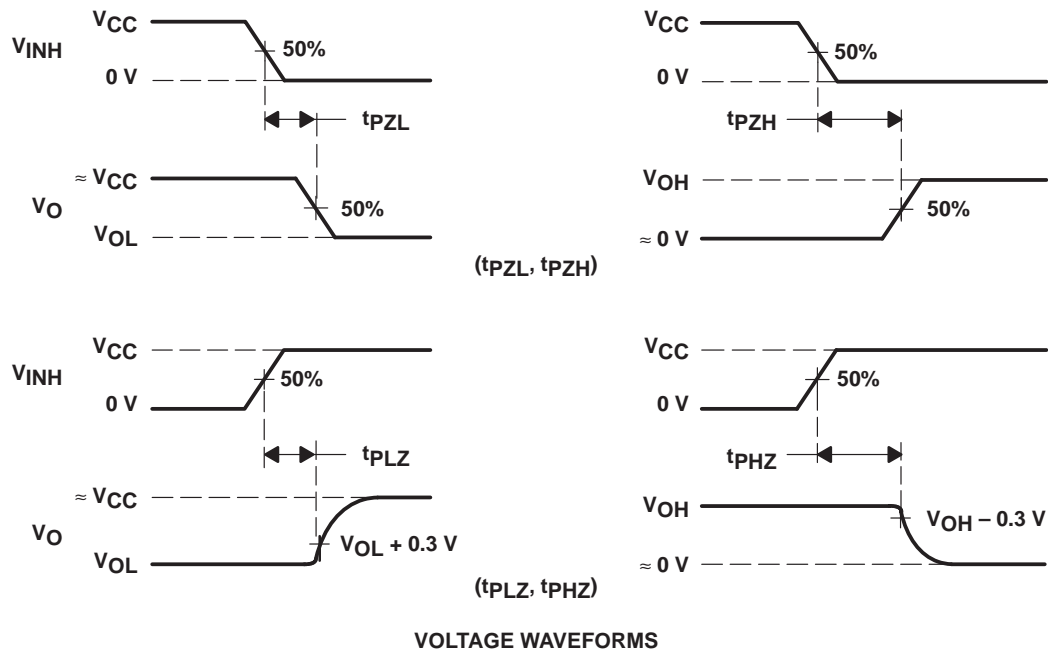 VCC
VINH
50%
0 V
tPZL
≈ VCC
VO
50%
VOL
VCC
50%
0 V
tPZH
VOH
50%
≈ 0 V
(tPZL, tPZH)
VCC
VINH
50%
0 V
tPLZ
≈ VCC
VO
VOL + 0.3 V
VOL
VCC
50%
0 V
tPHZ
VOH
VOH – 0.3 V
≈ 0 V
(tPLZ, tPHZ)
VOLTAGE WAVEFORMS